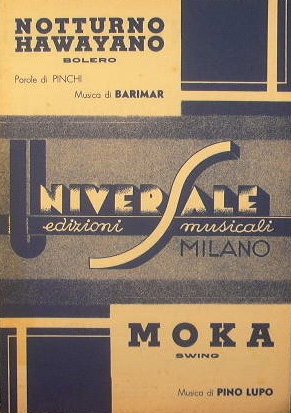 NOTTURNO
HAWAYANO
BOLERO
Parole di PINCHI
Musica di BARIMAR
UNIVERSALE
edizioni musicali
MILANO
MOKA
SWING
Musica di PINO LUPO